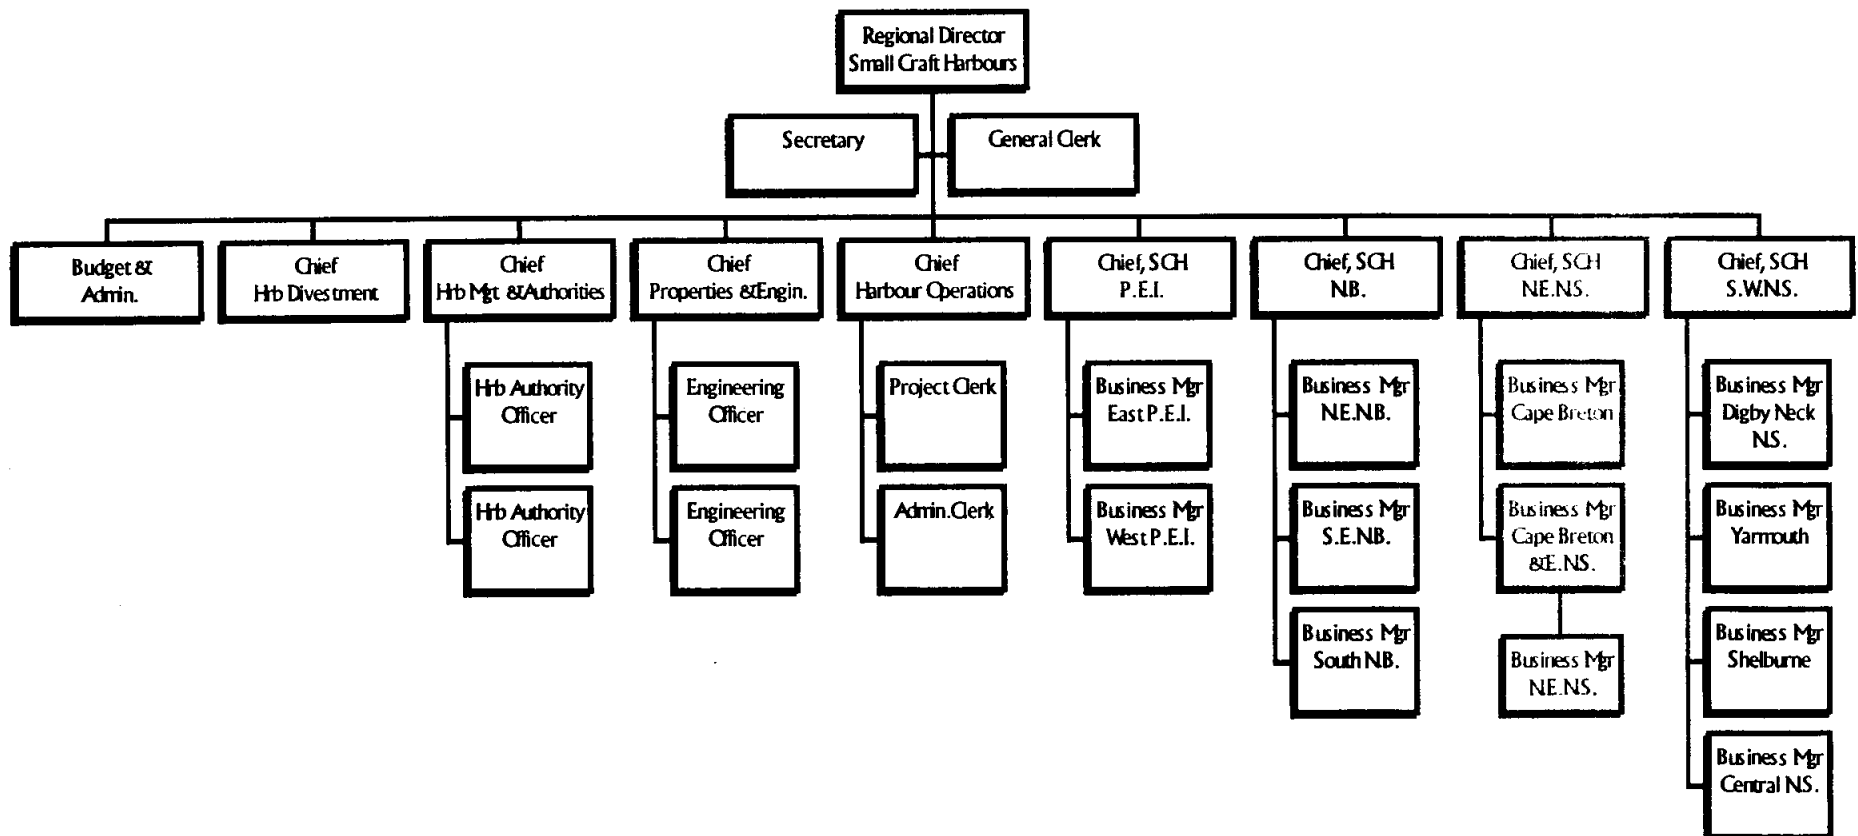 Regional Director
Small Craft Harbours
Secretary
General Clerk
Budget &
Admin.
Chief
Hrb Divestment
Chief
Hrb Mgt & Authorities
Chief
Properties & Engin.
Chief
Harbour Operations
Chief, SCH
P.E.I.
Chief, SCH
N.B.
Chief, SCH
N.E.N.S.
Chief, SCH
S.W.N.S.
Hrb Authority
Officer
Hrb Authority
Officer
Engineering
Officer
Engineering
Officer
Project Clerk
Admin. Clerk
Business Mgr
East P.E.I.
Business Mgr
West P.E.I.
Business Mgr
N.E.N.B.
Business Mgr
S.E.N.B.
Business Mgr
South N.B.
Business Mgr
Cape Breton
Business Mgr
Cape Breton
& E.N.S.
Business Mgr
N.E.N.S.
Business Mgr
Digby Neck
N.S.
Business Mgr
Yarmouth
Business Mgr
Shelburne
Business Mgr
Central N.S.